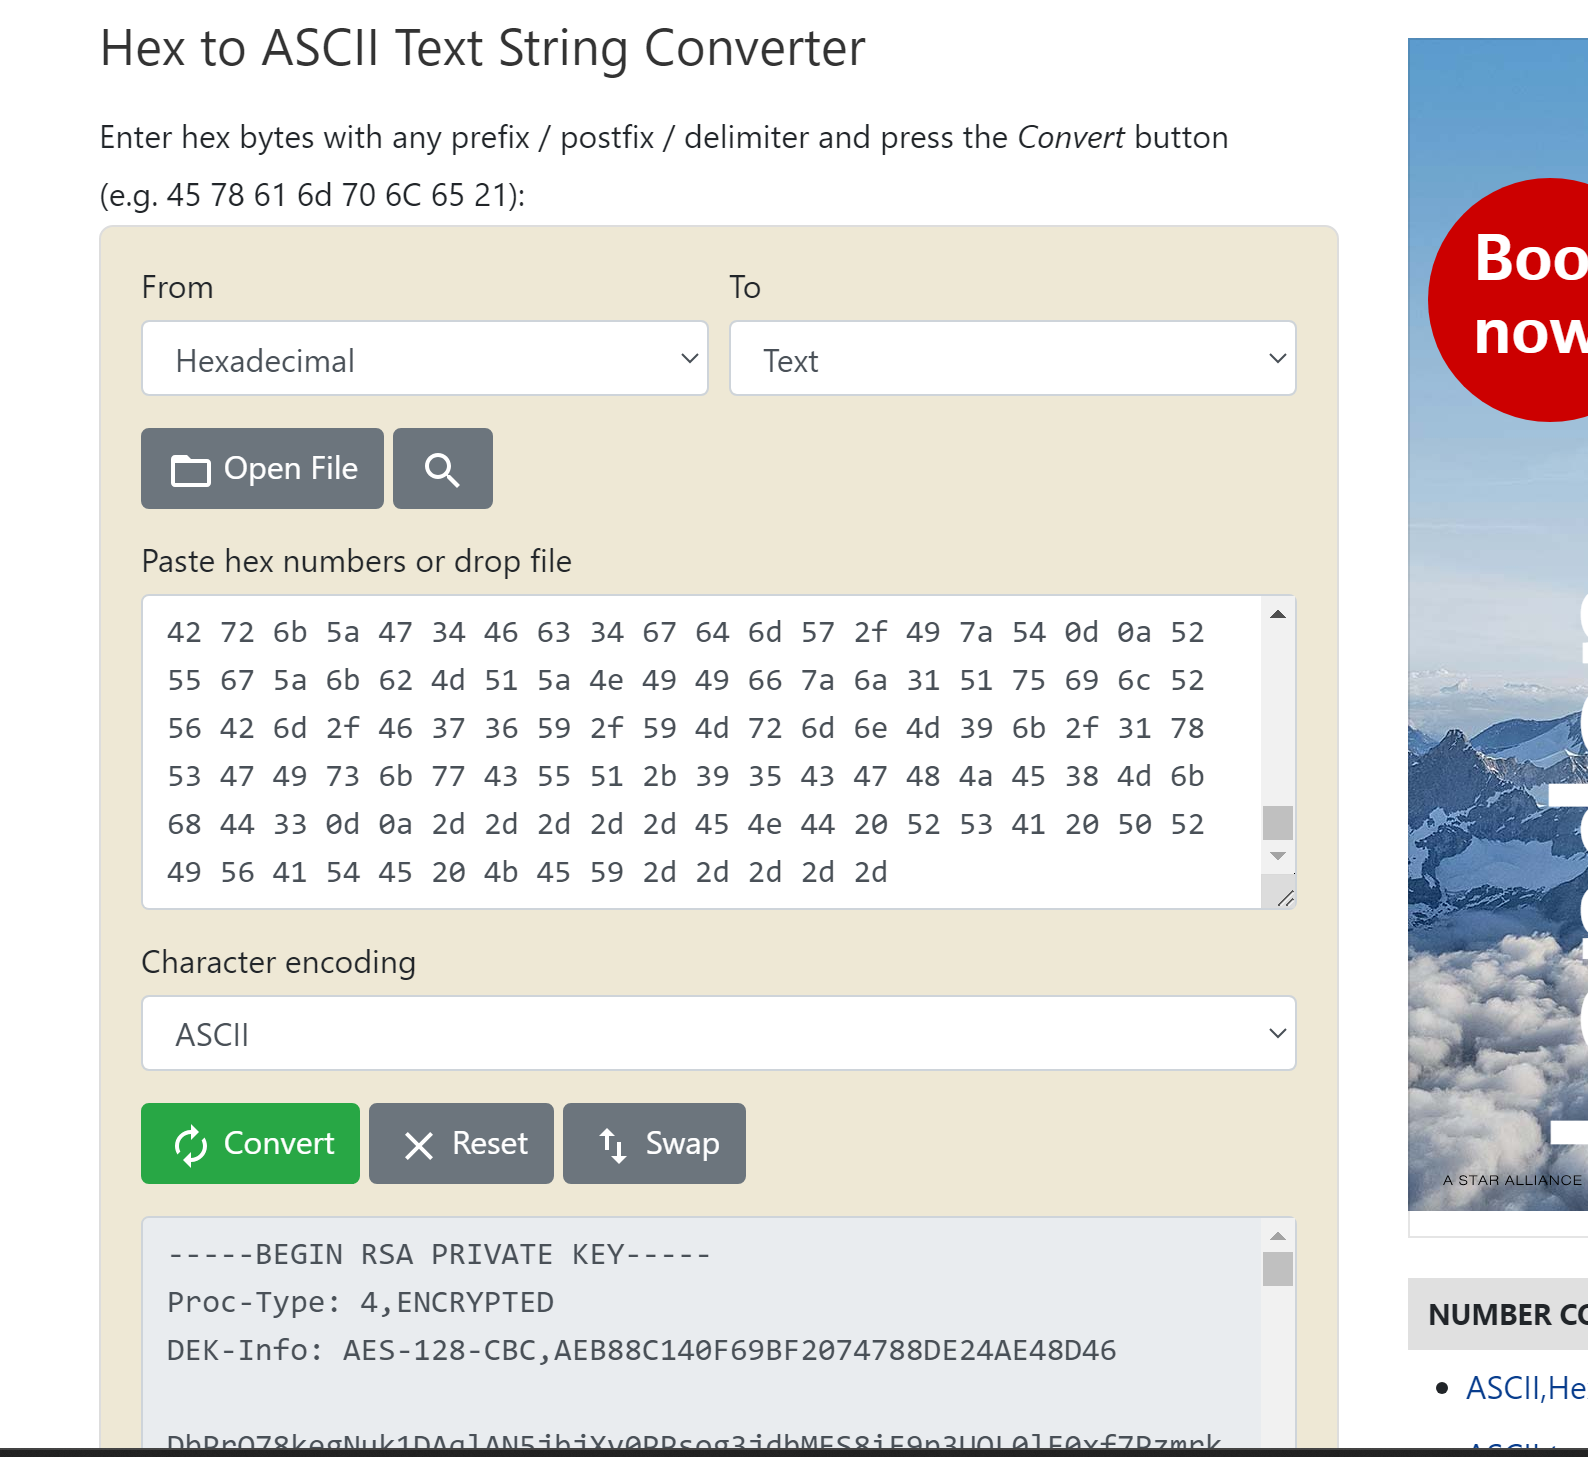 Hex to ASCII Text String Converter
Enter hex bytes with any prefix / postfix / delimiter and press the Convert button
(e.g. 45 78 61 6d 70 6C 65 21):
From
To
Hexadecimal
Text
Open File
Paste hex numbers or drop file
42 72 6b 5a 47 34 46 63 34 67 64 6d 57 2f 49 7a 54 0d 0a 52
55 67 5a 6b 62 4d 51 5a 4e 49 49 66 7a 6a 31 51 75 69 6c 52
56 42 6d 2f 46 37 36 59 2f 59 4d 72 6d 6e 4d 39 6b 2f 31 78
53 47 49 73 6b 77 43 55 51 2b 39 35 43 47 48 4a 45 38 4d 6b
68 44 33 0d 0a 2d 2d 2d 2d 2d 45 4e 44 20 52 53 41 20 50 52
49 56 41 54 45 20 4b 45 59 2d 2d 2d 2d 2d
Character encoding
ASCII
Convert
Reset
Swap
-----BEGIN RSA PRIVATE KEY-----
Proc-Type: 4,ENCRYPTED
DEK-Info: AES-128-CBC,AEB88C140F69BF2074788DE24AE48D46
Boo
now
A STAR ALLIANCE
NUMBER CO
ASCII,He